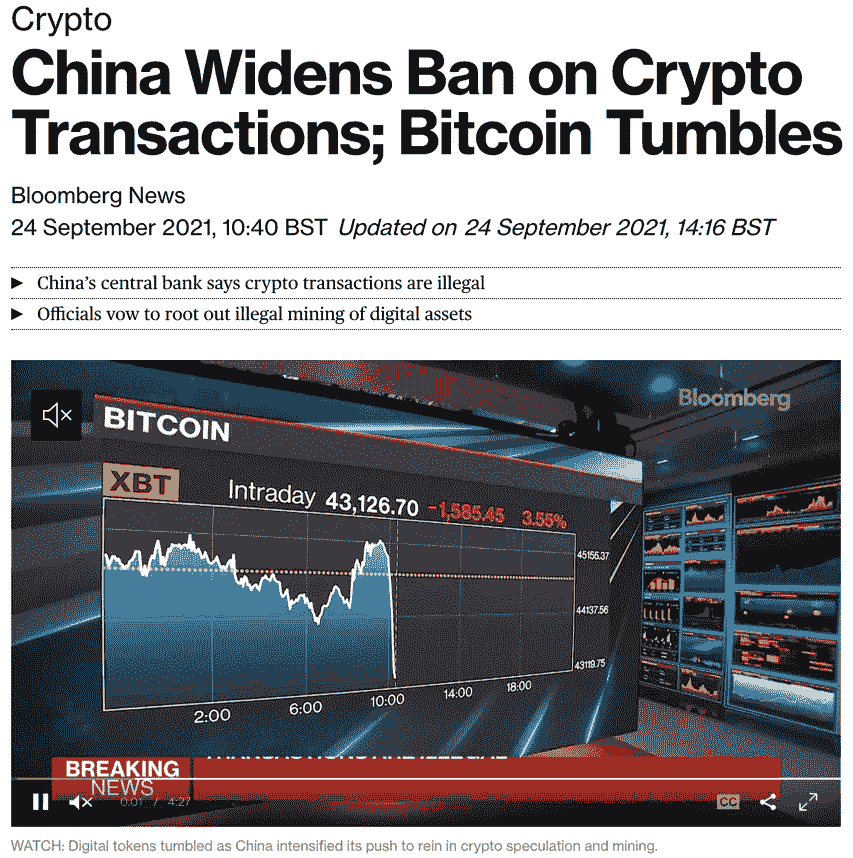 Crypto
China Widens Ban on Crypto
Transactions; Bitcoin Tumbles
Bloomberg News
24 September 2021, 10:40 BST Updated on 24 September 2021, 14:16 BST
► China's central bank says crypto transactions are illegal
► Officials vow to root out illegal mining of digital assets
Bloomberg
BITCOIN
XBT Intraday 43,126.70 -1,585.45 3.55%
45155.37
44137.56
43119.75
2:00 6:00 10:00 14:00 18:00
TRANSACTIONS ARE ILLEGAL
BREAKING
NEWS
0:01 / 4:27 CC
WATCH: Digital tokens tumbled as China intensified its push to rein in crypto speculation and mining.